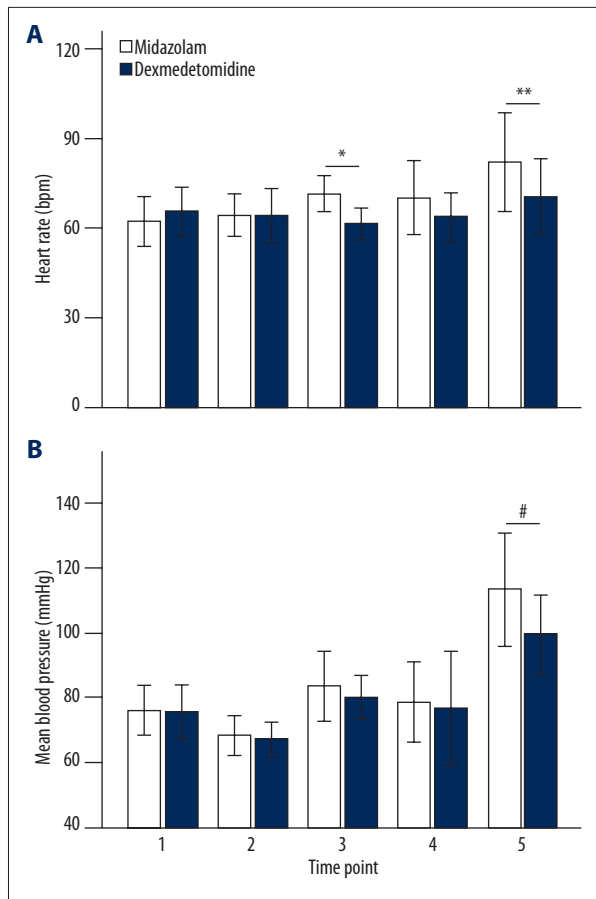 A
Midazolam
Dexmedetomidine
120
90
60
30
0
Heart rate (bpm)
*
**
B
140
120
100
80
60
40
Mean blood pressure (mmHg)
#
1 2 3 4 5
Time point